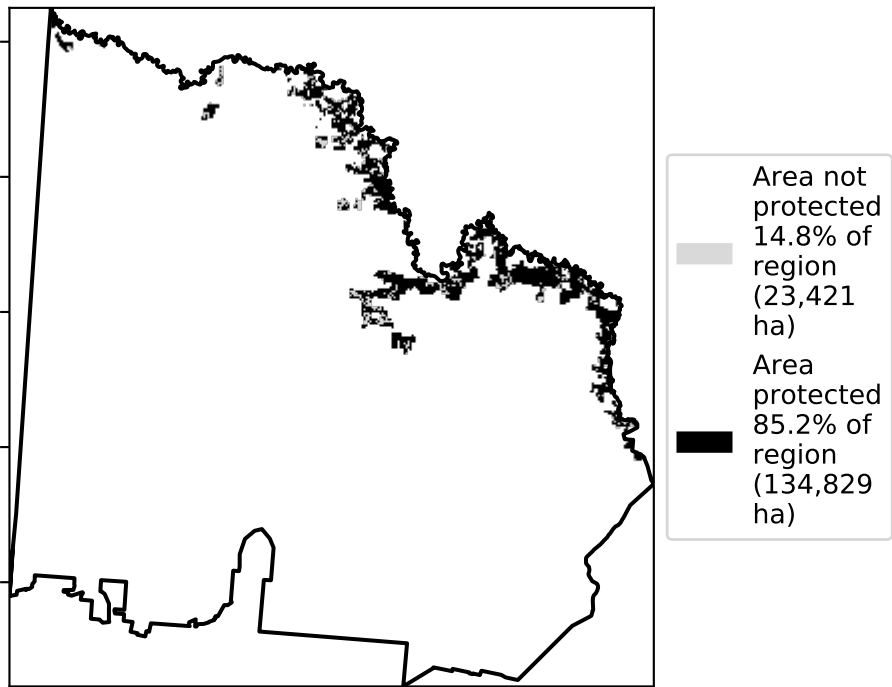 Area not
protected
14.8% of
region
(23,421
ha)
Area
protected
85.2% of
region
(134,829
ha)